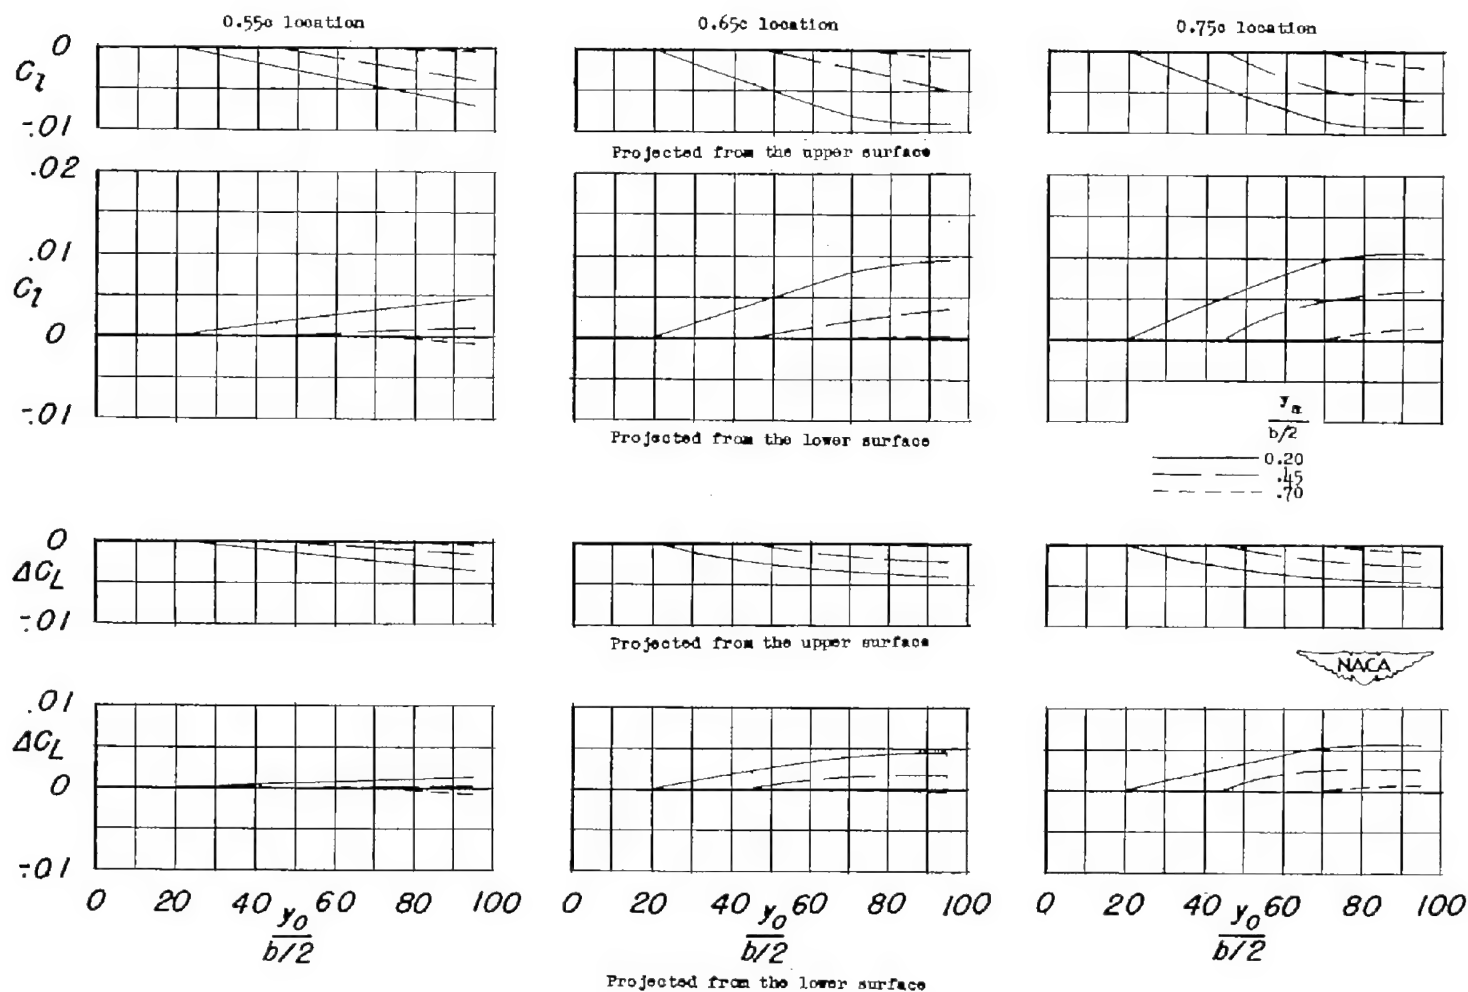 0.55c location
0.65c location
0.75c location
0
C_l
-.01
Projected from the upper surface
.02
.01
C_l
0
-.01
Projected from the lower surface
y_s
b/2
0.20
.45
.70
0
ΔC_L
-.01
Projected from the upper surface
NACA
.01
ΔC_L
0
-.01
0 20 40 60 80 100
0 20 40 60 80 100
0 20 40 60 80 100
y_o
b/2
y_o
b/2
y_o
b/2
Projected from the lower surface